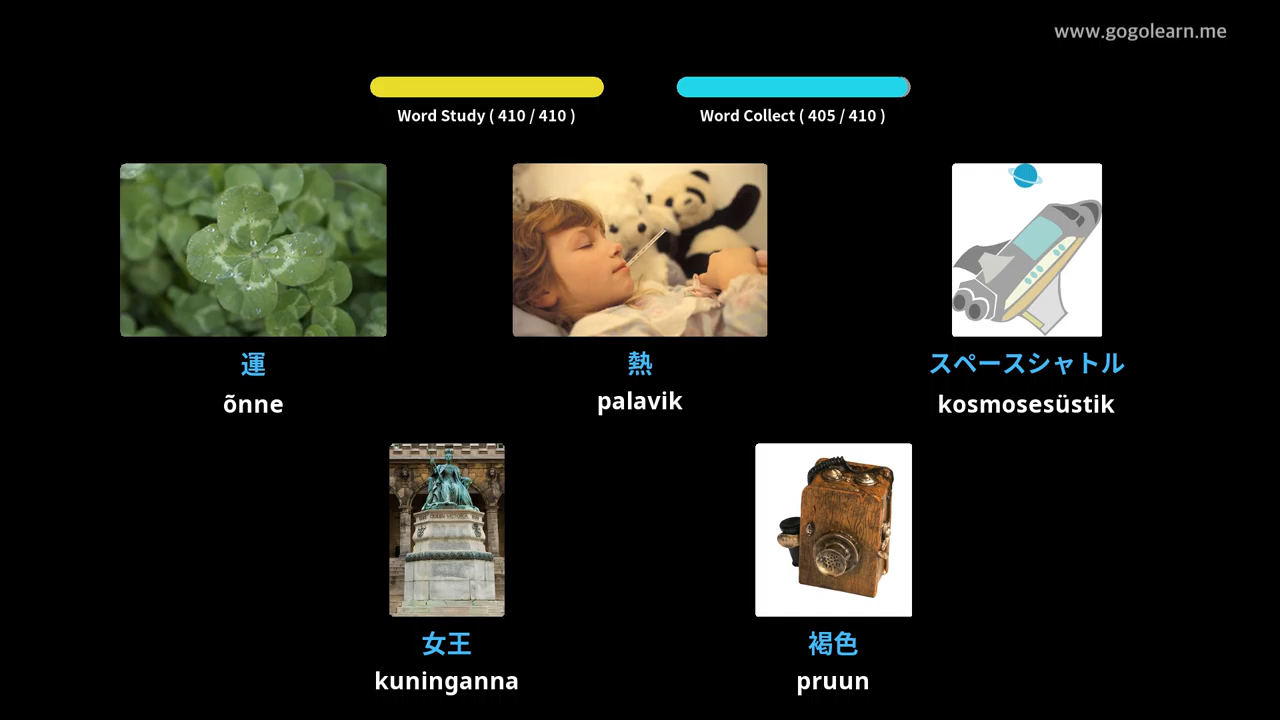 www.gogolearn.me
Word Study ( 410 / 410 )
Word Collect ( 405 / 410 )
運
熱
スペースシャトル
õnne
palavik
kosmosesüstik
女王
褐色
kuninganna
pruun